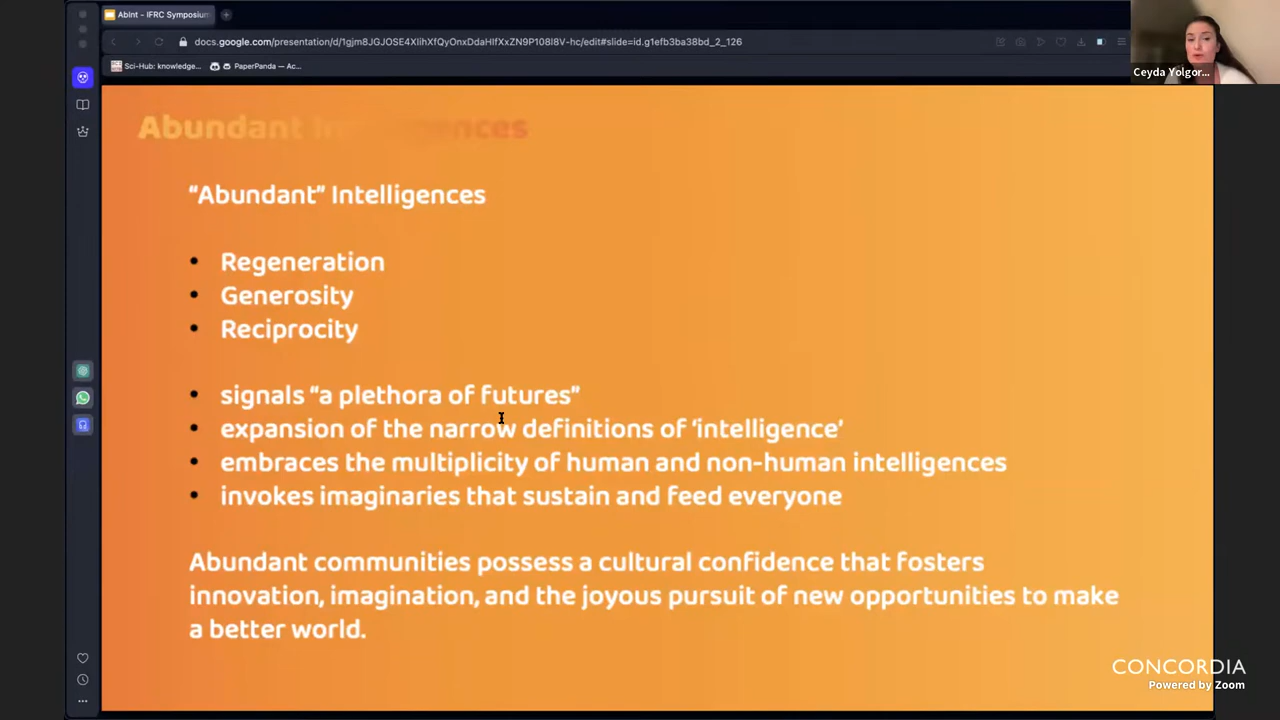 Abint - IFRC Symposium
docs.google.com/presentation/d/1gjm8JGJOSE4XlihXfQyOnxDdaHIfXxZN9P108I8V-hc/edit#slide=id.g1efb3ba38bd_2_126
Sci-Hub: knowledge...
PaperPanda — Ac...
Ceyda Yolgor...
Abundant Intelligences
“Abundant” Intelligences
• Regeneration
• Generosity
• Reciprocity
• signals “a plethora of futures”
• expansion of the narrow definitions of ‘intelligence’
• embraces the multiplicity of human and non-human intelligences
• invokes imaginaries that sustain and feed everyone
Abundant communities possess a cultural confidence that fosters
innovation, imagination, and the joyous pursuit of new opportunities to make
a better world.
CONCORDIA
Powered by Zoom